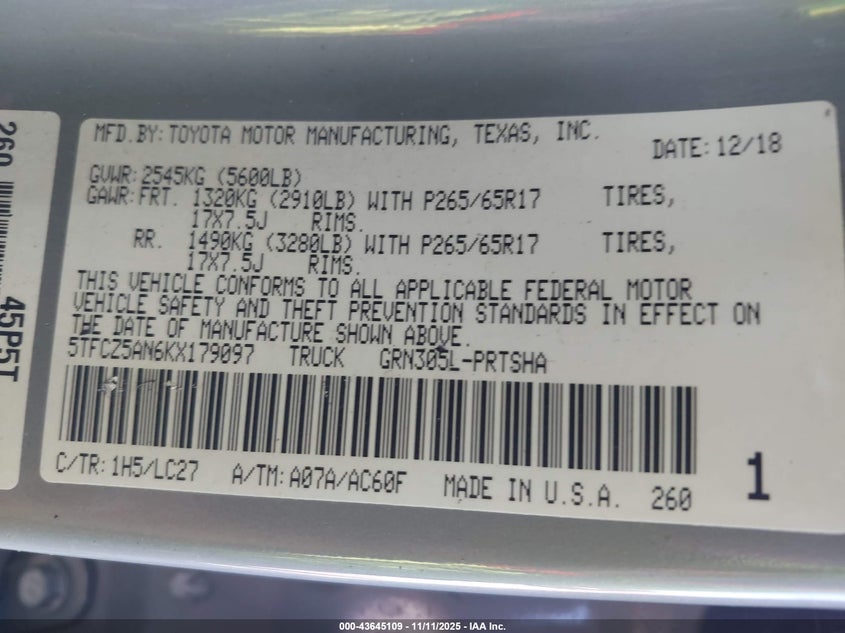 MFD. BY: TOYOTA MOTOR MANUFACTURING, TEXAS, INC. DATE: 12/18
GVWR: 2545KG (5600LB)
GAWR: FRT. 1320KG (2910LB) WITH P265/65R17 TIRES,
17X7.5J RIMS.
RR. 1490KG (3280LB) WITH P265/65R17 TIRES,
17X7.5J RIMS.
THIS VEHICLE CONFORMS TO ALL APPLICABLE FEDERAL MOTOR
VEHICLE SAFETY AND THEFT PREVENTION STANDARDS IN EFFECT ON
THE DATE OF MANUFACTURE SHOWN ABOVE.
5TFCZ5AN6KX179097 TRUCK GRN305L-PRTSHA
C/TR: 1H5/LC27 A/TM: A07A/AC60F MADE IN U.S.A. 260 1
260
45P5T
000-43645109 - 11/11/2025 - IAA Inc.